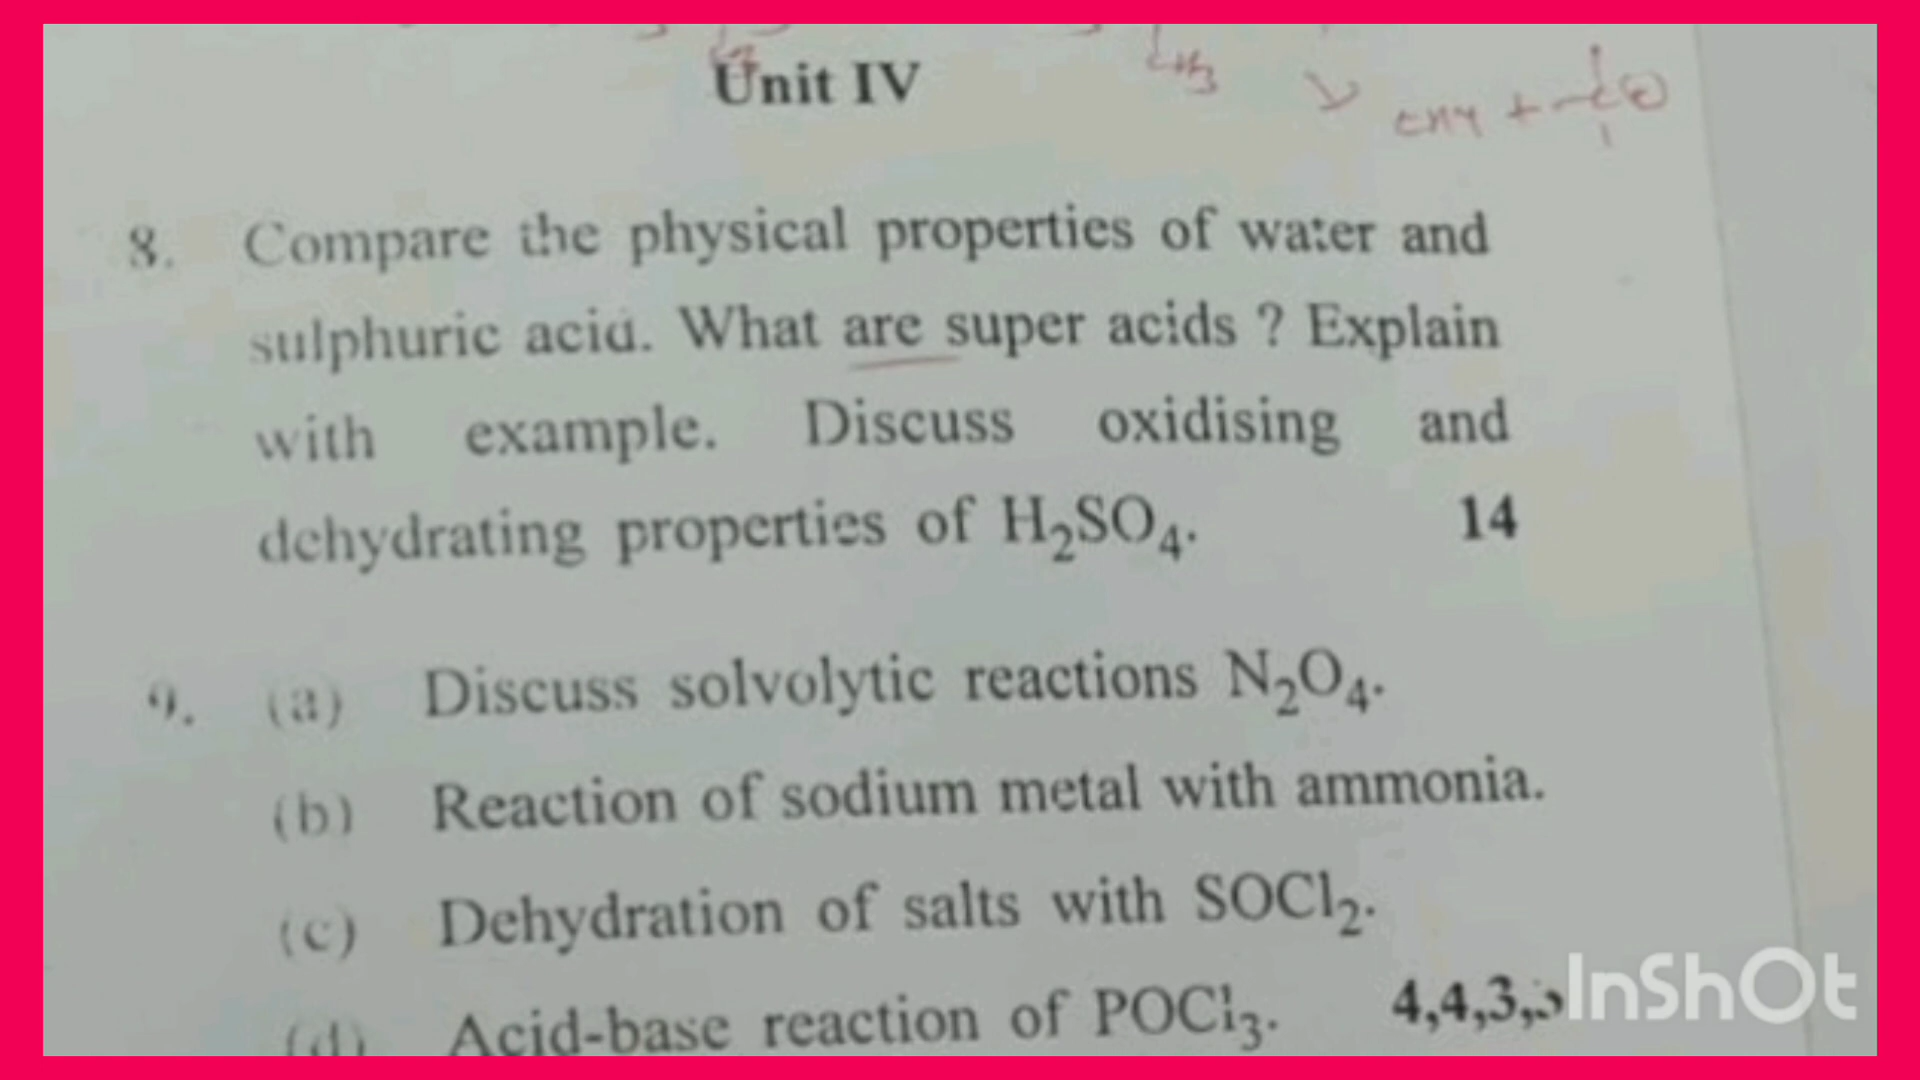 CH3
CH4 +
Unit IV
8. Compare the physical properties of water and
sulphuric acid. What are super acids ? Explain
with example. Discuss oxidising and
dehydrating properties of H₂SO₄. 14
9. (a) Discuss solvolytic reactions N₂O₄.
(b) Reaction of sodium metal with ammonia.
(c) Dehydration of salts with SOCl₂.
(d) Acid-base reaction of POCl₃. 4,4,3,
InShOt